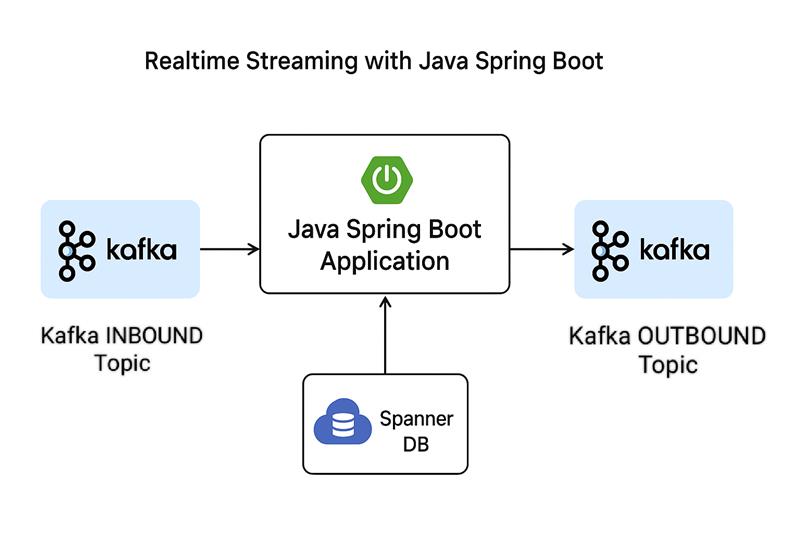 Realtime Streaming with Java Spring Boot
kafka
Kafka INBOUND
Topic
Java Spring Boot
Application
kafka
Kafka OUTBOUND
Topic
Spanner
DB